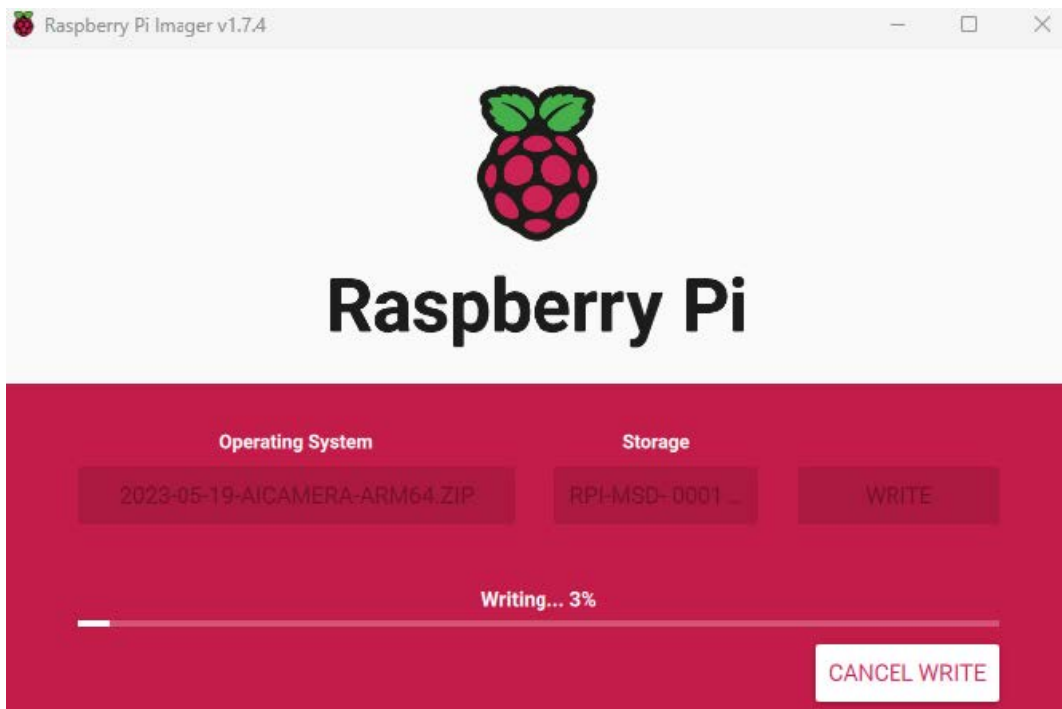 Raspberry Pi Imager v1.7.4
Raspberry Pi
Operating System
Storage
2023-05-19-AICAMERA-ARM64.ZIP
RPI-MSD- 0001 ...
WRITE
Writing... 3%
CANCEL WRITE